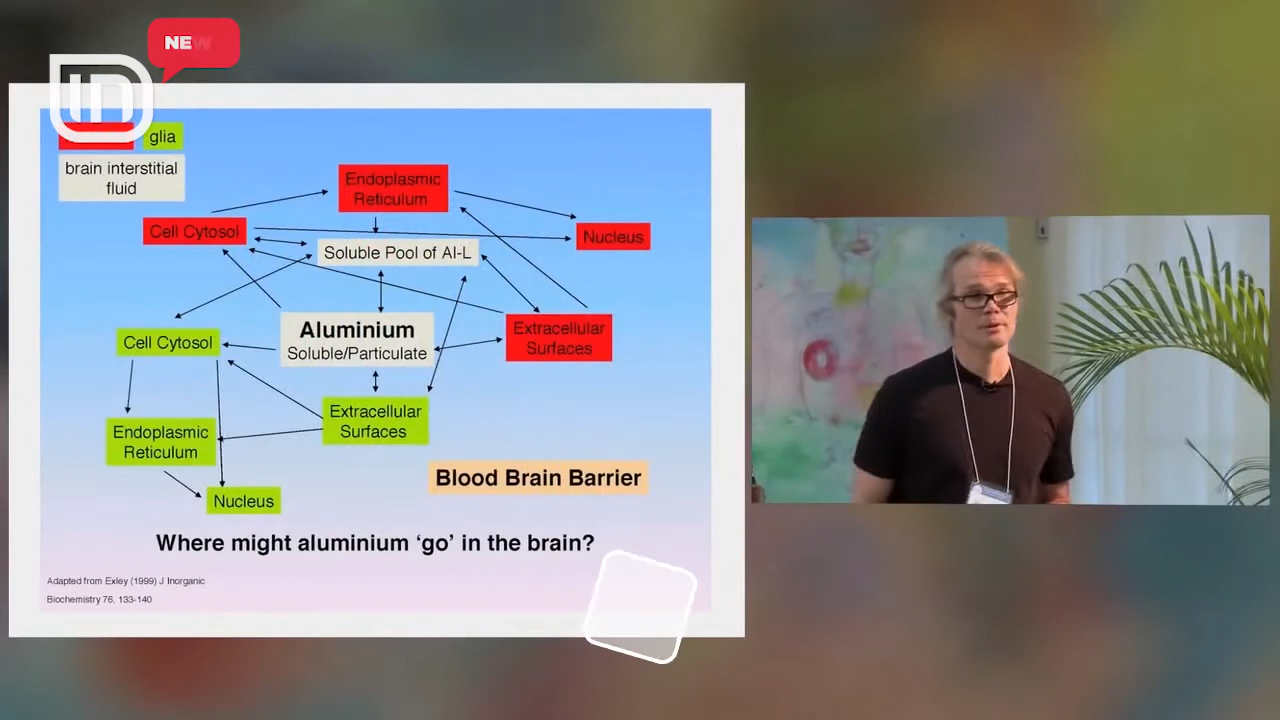 NEW
IN
glia
brain interstitial
fluid
Endoplasmic
Reticulum
Cell Cytosol
Nucleus
Soluble Pool of Al-L
Aluminium
Soluble/Particulate
Extracellular
Surfaces
Cell Cytosol
Extracellular
Surfaces
Endoplasmic
Reticulum
Blood Brain Barrier
Nucleus
Where might aluminium ‘go’ in the brain?
Adapted from Exley (1999) J Inorganic
Biochemistry 76, 133-140